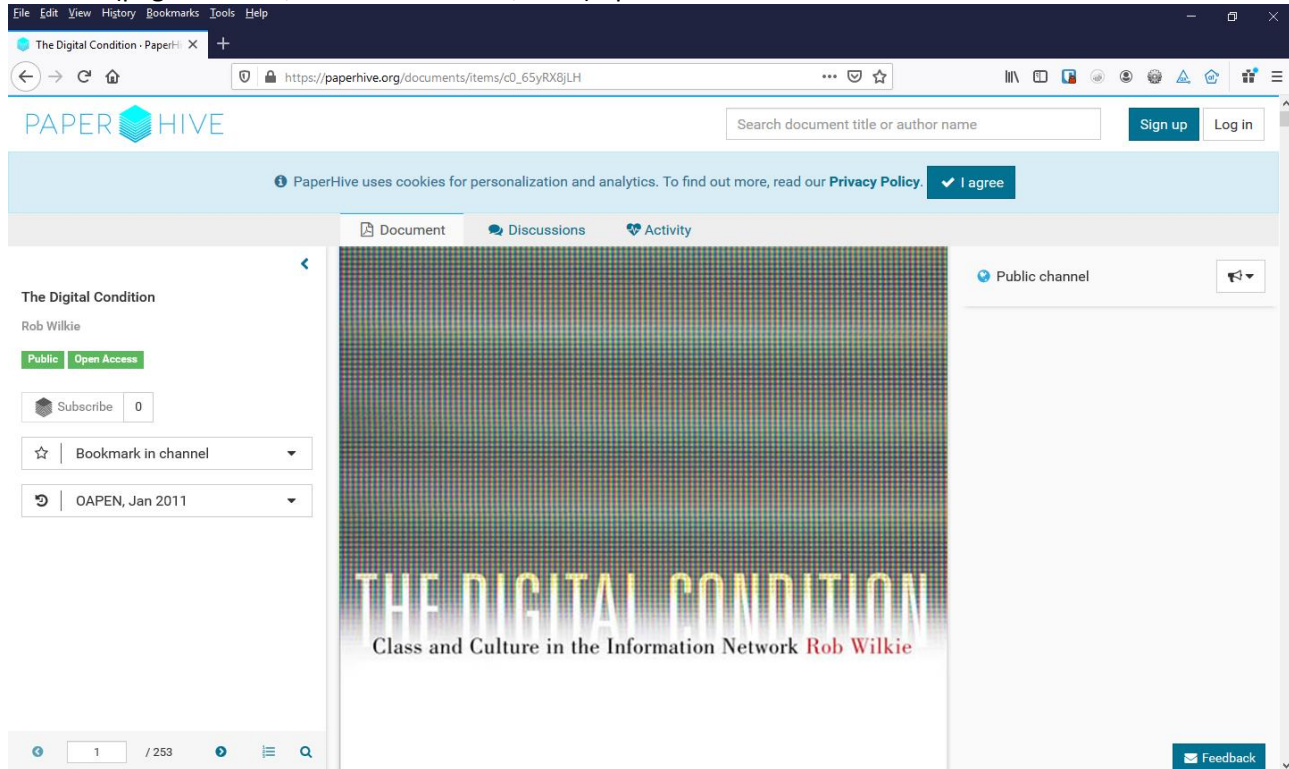 File Edit View History Bookmarks Tools Help
The Digital Condition · PaperHi
https://paperhive.org/documents/items/c0_65yRX8jLH
PAPER HIVE
Search document title or author name
Sign up
Log in
PaperHive uses cookies for personalization and analytics. To find out more, read our Privacy Policy.
I agree
Document
Discussions
Activity
The Digital Condition
Rob Wilkie
Public
Open Access
Subscribe 0
Bookmark in channel
OAPEN, Jan 2011
1 / 253
THE DIGITAL CONDITION
Class and Culture in the Information Network Rob Wilkie
Public channel
Feedback